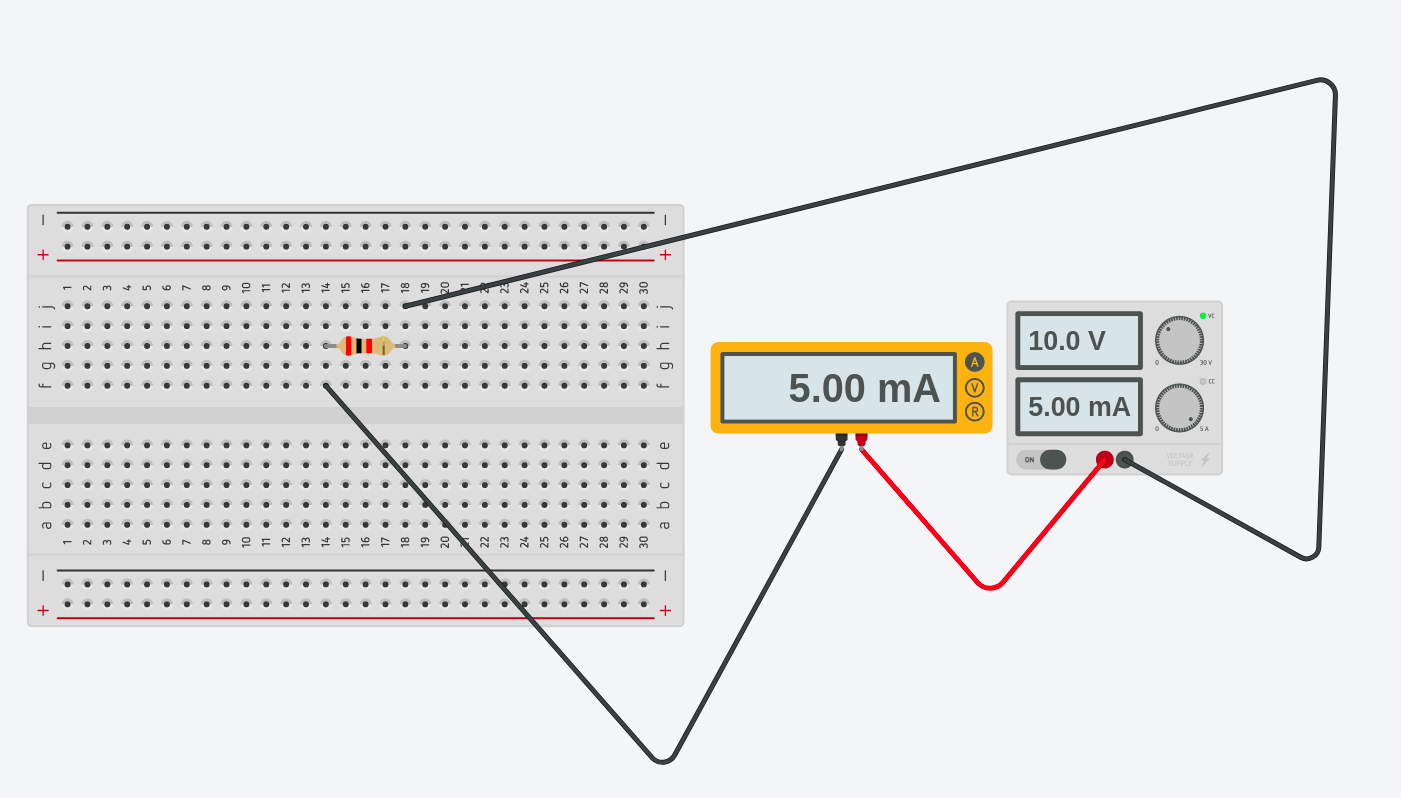 − −
+ +
1 2 3 4 5 6 7 8 9 10 11 12 13 14 15 16 17 18 19 20 21 22 23 24 25 26 27 28 29 30
j j
i i
h h
g g
f f
e e
d d
c c
b b
a a
1 2 3 4 5 6 7 8 9 10 11 12 13 14 15 16 17 18 19 20 21 22 23 24 25 26 27 28 29 30
− −
+ +
5.00 mA
A
V
R
10.0 V
VC
0 30 V
5.00 mA
CC
0 5 A
ON
VOLTAGE
SUPPLY